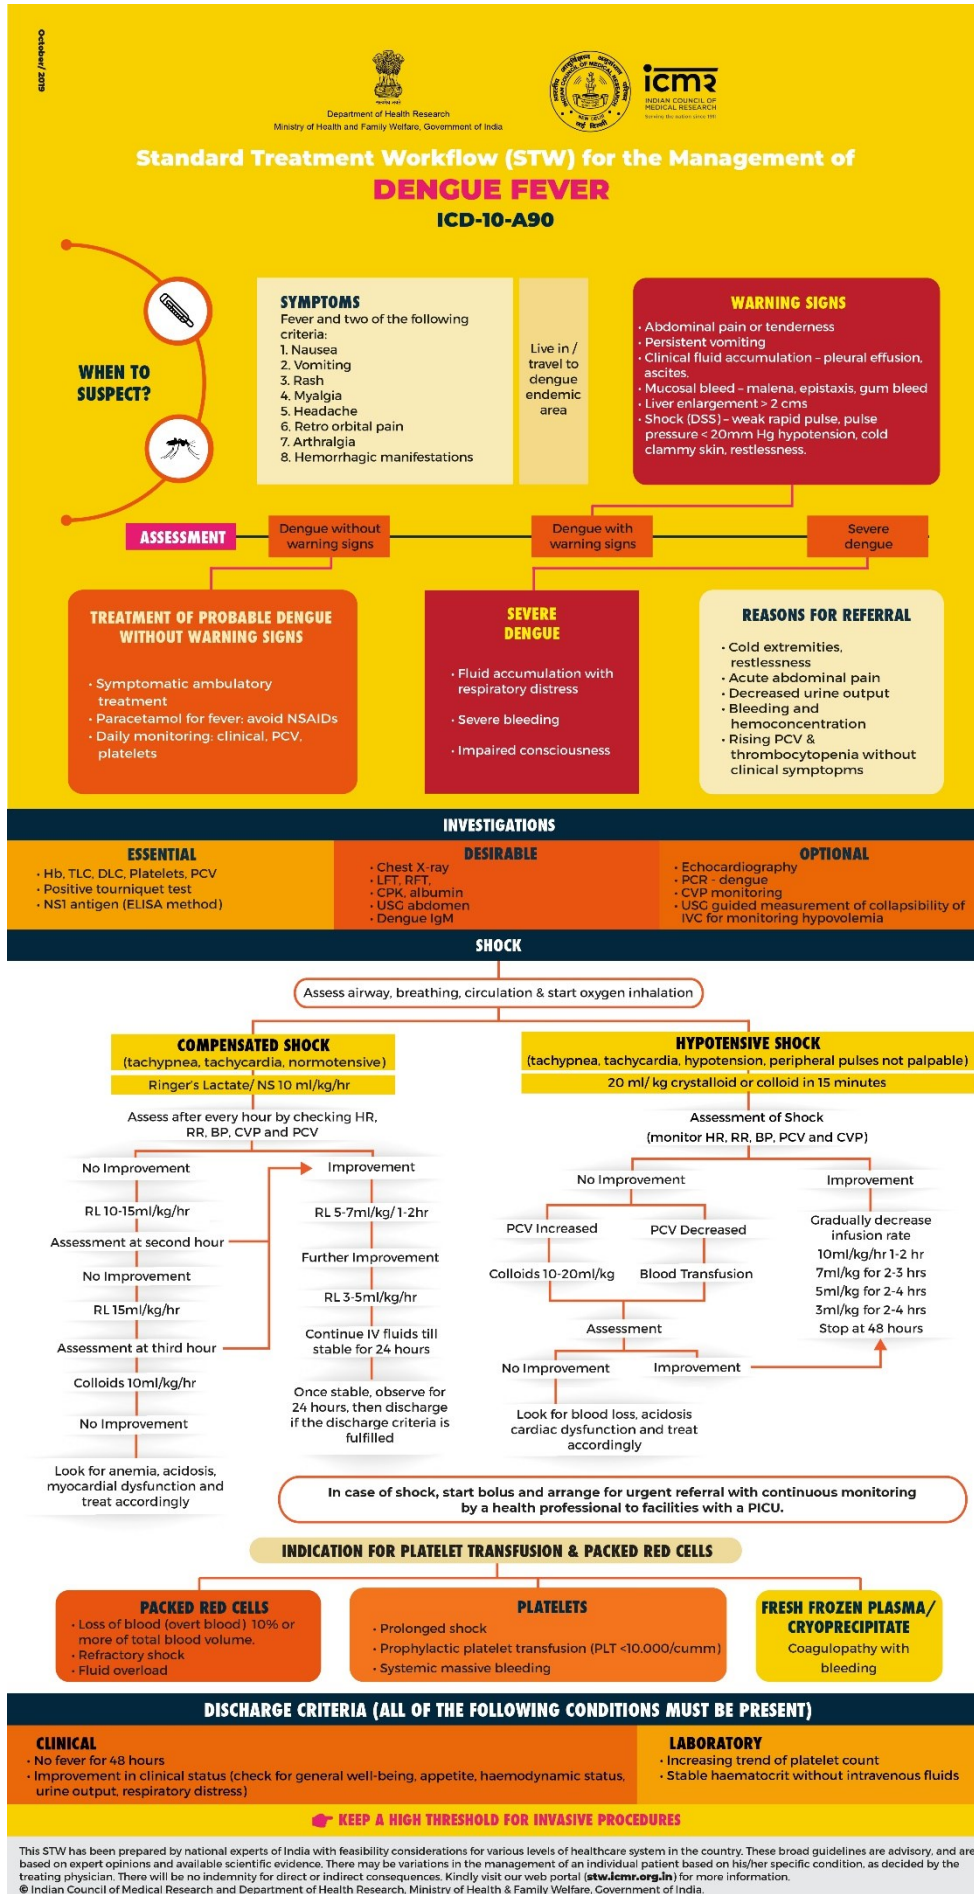 October/ 2019
Department of Health Research
Ministry of Health and Family Welfare, Government of India
icmr
INDIAN COUNCIL OF
MEDICAL RESEARCH
Serving the nation since 1911
Standard Treatment Workflow (STW) for the Management of
DENGUE FEVER
ICD-10-A90
WHEN TO
SUSPECT?
SYMPTOMS
Fever and two of the following
criteria:
1. Nausea
2. Vomiting
3. Rash
4. Myalgia
5. Headache
6. Retro orbital pain
7. Arthralgia
8. Hemorrhagic manifestations
Live in /
travel to
dengue
endemic
area
WARNING SIGNS
• Abdominal pain or tenderness
• Persistent vomiting
• Clinical fluid accumulation – pleural effusion,
ascites.
• Mucosal bleed – malena, epistaxis, gum bleed
• Liver enlargement > 2 cms
• Shock (DSS) – weak rapid pulse, pulse
pressure < 20mm Hg hypotension, cold
clammy skin, restlessness.
ASSESSMENT
Dengue without
warning signs
Dengue with
warning signs
Severe
dengue
TREATMENT OF PROBABLE DENGUE
WITHOUT WARNING SIGNS
• Symptomatic ambulatory
treatment
• Paracetamol for fever; avoid NSAIDs
• Daily monitoring: clinical, PCV,
platelets
SEVERE
DENGUE
• Fluid accumulation with
respiratory distress
• Severe bleeding
• Impaired consciousness
REASONS FOR REFERRAL
• Cold extremities,
restlessness
• Acute abdominal pain
• Decreased urine output
• Bleeding and
hemoconcentration
• Rising PCV &
thrombocytopenia without
clinical symptopms
INVESTIGATIONS
ESSENTIAL
• Hb, TLC, DLC, Platelets, PCV
• Positive tourniquet test
• NS1 antigen (ELISA method)
DESIRABLE
• Chest X-ray
• LFT, RFT,
• CPK, albumin
• USG abdomen
• Dengue IgM
OPTIONAL
• Echocardiography
• PCR - dengue
• CVP monitoring
• USG guided measurement of collapsibility of
IVC for monitoring hypovolemia
SHOCK
Assess airway, breathing, circulation & start oxygen inhalation
COMPENSATED SHOCK
(tachypnea, tachycardia, normotensive)
Ringer's Lactate/ NS 10 ml/kg/hr
Assess after every hour by checking HR,
RR, BP, CVP and PCV
No Improvement
RL 10-15ml/kg/hr
Assessment at second hour
No Improvement
RL 15ml/kg/hr
Assessment at third hour
Colloids 10ml/kg/hr
No Improvement
Look for anemia, acidosis,
myocardial dysfunction and
treat accordingly
Improvement
RL 5-7ml/kg/ 1-2hr
Further Improvement
RL 3-5ml/kg/hr
Continue IV fluids till
stable for 24 hours
Once stable, observe for
24 hours, then discharge
if the discharge criteria is
fulfilled
HYPOTENSIVE SHOCK
(tachypnea, tachycardia, hypotension, peripheral pulses not palpable)
20 ml/ kg crystalloid or colloid in 15 minutes
Assessment of Shock
(monitor HR, RR, BP, PCV and CVP)
No Improvement
PCV Increased
PCV Decreased
Colloids 10-20ml/kg
Blood Transfusion
Assessment
No Improvement
Improvement
Look for blood loss, acidosis
cardiac dysfunction and treat
accordingly
Improvement
Gradually decrease
infusion rate
10ml/kg/hr 1-2 hr
7ml/kg for 2-3 hrs
5ml/kg for 2-4 hrs
3ml/kg for 2-4 hrs
Stop at 48 hours
In case of shock, start bolus and arrange for urgent referral with continuous monitoring
by a health professional to facilities with a PICU.
INDICATION FOR PLATELET TRANSFUSION & PACKED RED CELLS
PACKED RED CELLS
• Loss of blood (overt blood) 10% or
more of total blood volume.
• Refractory shock
• Fluid overload
PLATELETS
• Prolonged shock
• Prophylactic platelet transfusion (PLT <10.000/cumm)
• Systemic massive bleeding
FRESH FROZEN PLASMA/
CRYOPRECIPITATE
Coagulopathy with
bleeding
DISCHARGE CRITERIA (ALL OF THE FOLLOWING CONDITIONS MUST BE PRESENT)
CLINICAL
• No fever for 48 hours
• Improvement in clinical status (check for general well-being, appetite, haemodynamic status,
urine output, respiratory distress)
LABORATORY
• Increasing trend of platelet count
• Stable haematocrit without intravenous fluids
KEEP A HIGH THRESHOLD FOR INVASIVE PROCEDURES
This STW has been prepared by national experts of India with feasibility considerations for various levels of healthcare system in the country. These broad guidelines are advisory, and are
based on expert opinions and available scientific evidence. There may be variations in the management of an individual patient based on his/her specific condition, as decided by the
treating physician. There will be no indemnity for direct or indirect consequences. Kindly visit our web portal (stw.icmr.org.in) for more information.
© Indian Council of Medical Research and Department of Health Research, Ministry of Health & Family Welfare, Government of India.